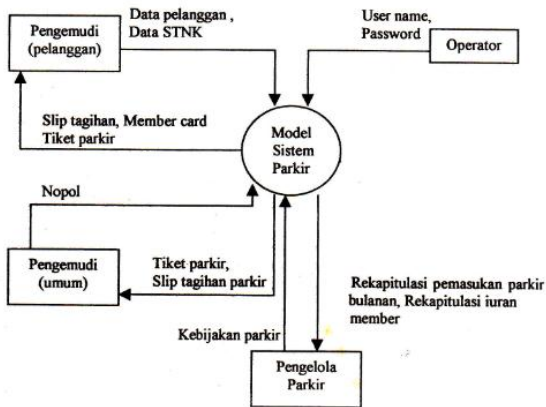 Pengemudi
(pelanggan)
Data pelanggan ,
Data STNK
User name,
Password
Operator
Slip tagihan, Member card
Tiket parkir
Model
Sistem
Parkir
Nopol
Pengemudi
(umum)
Tiket parkir,
Slip tagihan parkir
Rekapitulasi pemasukan parkir
bulanan, Rekapitulasi iuran
member
Kebijakan parkir
Pengelola
Parkir